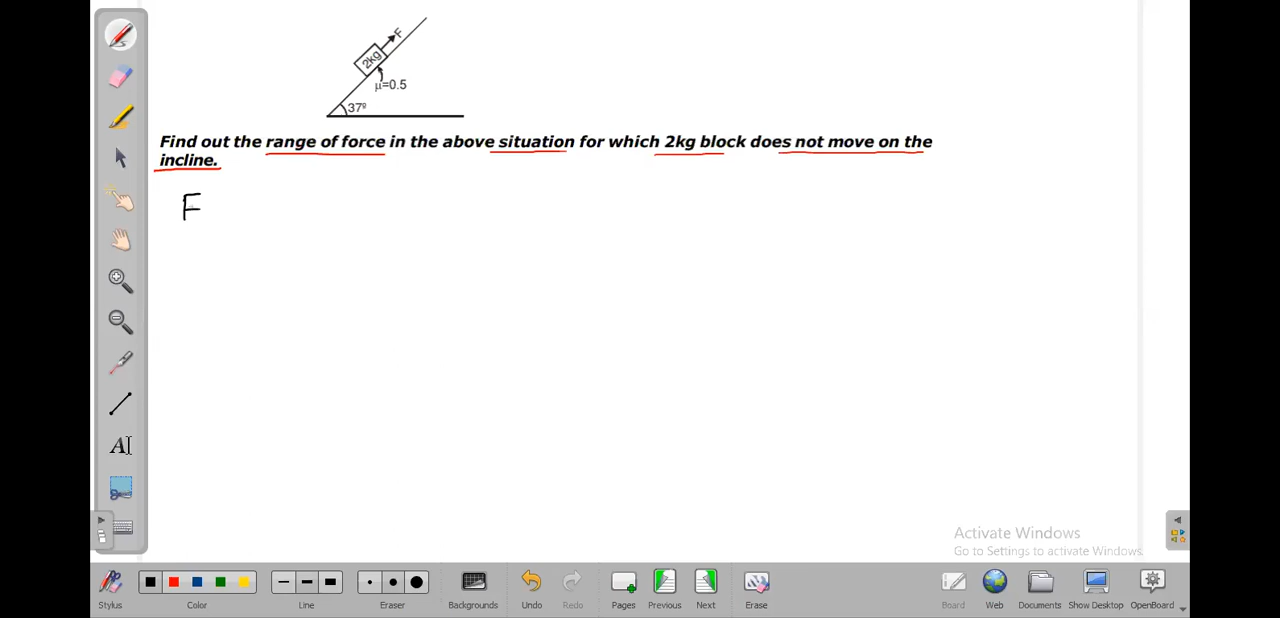 F
2kg
μ=0.5
37º
Find out the range of force in the above situation for which 2kg block does not move on the
incline.
F
A
Activate Windows
Go to Settings to activate Windows.
Stylus
Color
Line
Eraser
Backgrounds
Undo
Redo
Pages
Previous
Next
Erase
Board
Web
Documents
Show Desktop
OpenBoard